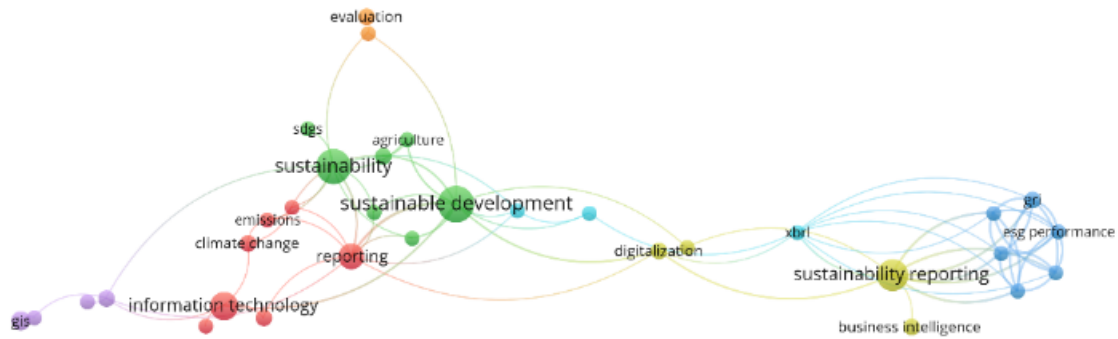 evaluation
sdgs
agriculture
sustainability
gri
sustainable development
emissions
xbrl
esg performance
climate change
digitalization
reporting
sustainability reporting
information technology
gis
business intelligence